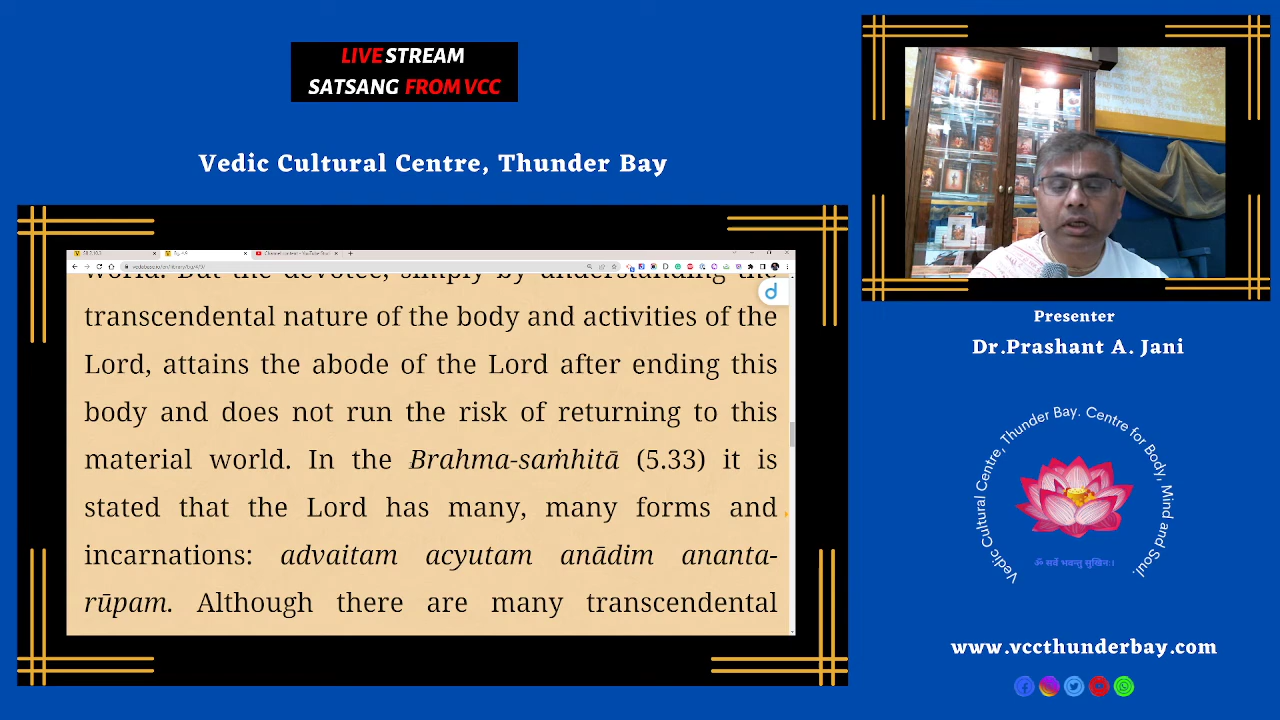 LIVE STREAM
SATSANG FROM VCC
Vedic Cultural Centre, Thunder Bay
transcendental nature of the body and activities of the
Lord, attains the abode of the Lord after ending this
body and does not run the risk of returning to this
material world. In the Brahma-saṁhitā (5.33) it is
stated that the Lord has many, many forms and
incarnations: advaitam acyutam anādim ananta-
rūpam. Although there are many transcendental
Presenter
Dr.Prashant A. Jani
Vedic Cultural Centre, Thunder Bay. Centre for Body, Mind and Soul.
ॐ सर्वे भवन्तु सुखिनः।
www.vccthunderbay.com